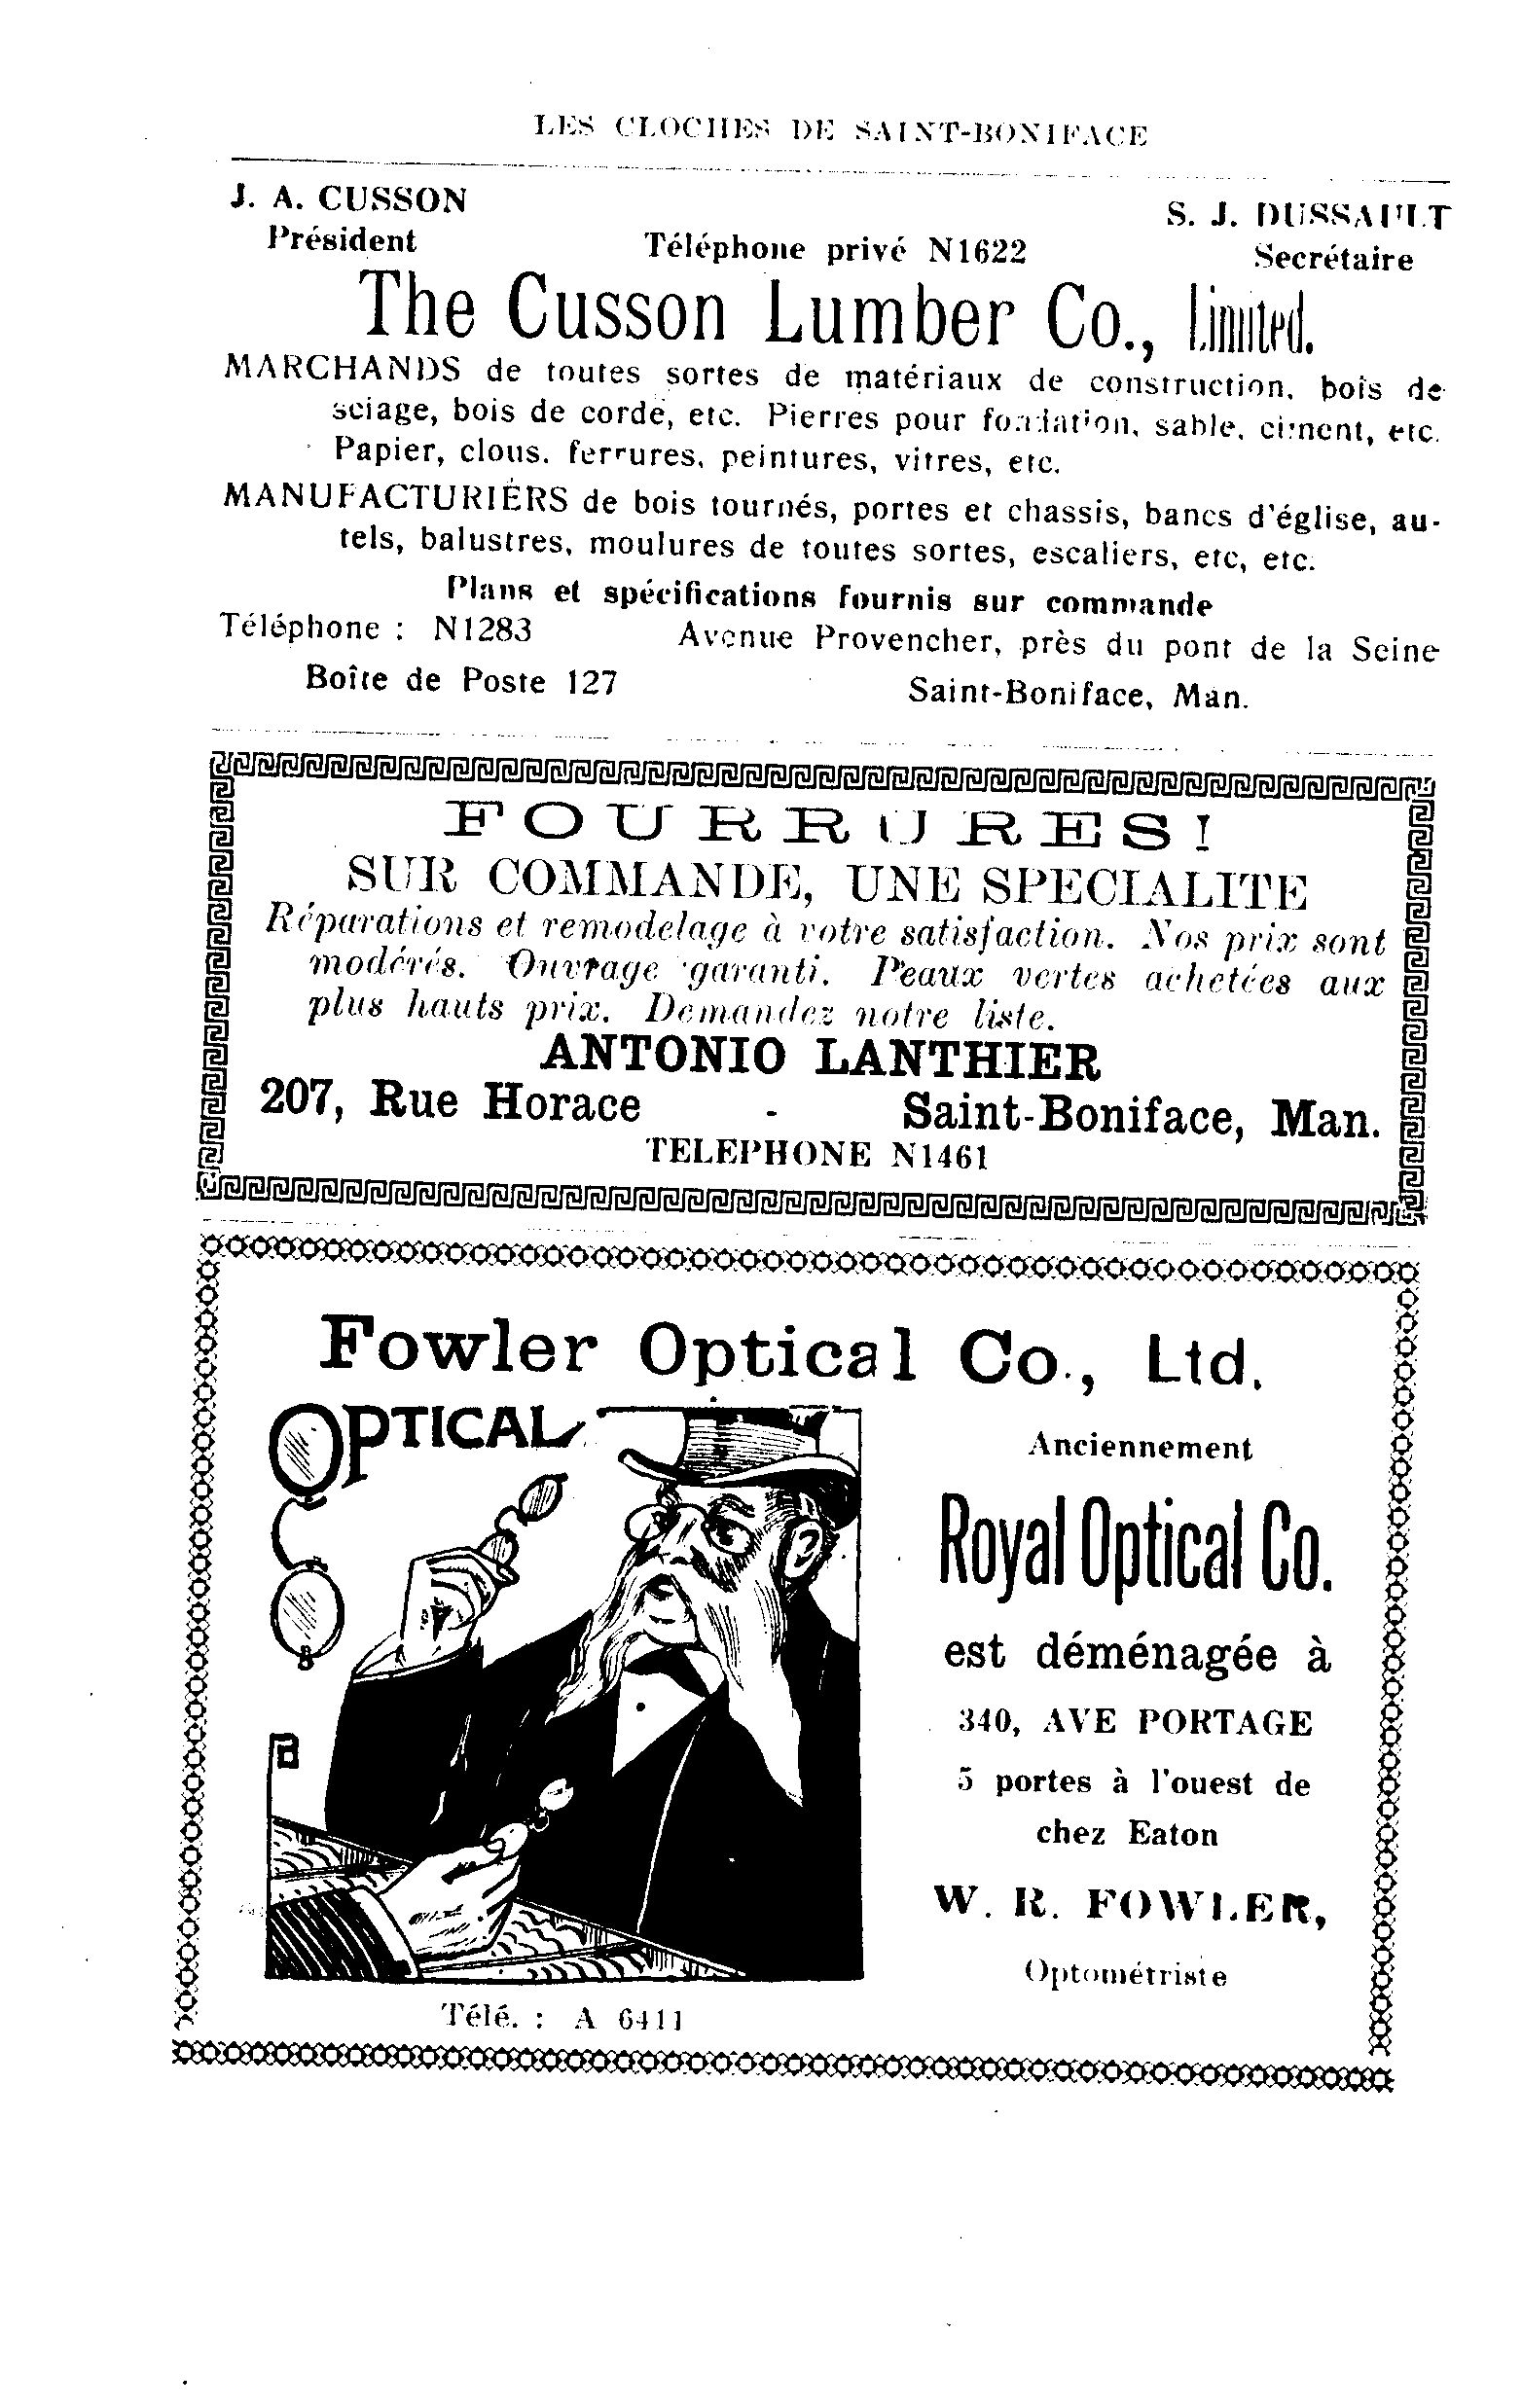 LES CLOCHES DE SAINT-BONIFACE
J. A. CUSSON
S. J. DUSSAULT
Président
Téléphone privé N1622
Secrétaire
The Cusson Lumber Co., Limited.
MARCHANDS de toutes sortes de matériaux de construction, bois de
sciage, bois de corde, etc. Pierres pour fondation, sable, ciment, etc.
Papier, clous, ferrures, peintures, vitres, etc.
MANUFACTURIERS de bois tournés, portes et chassis, bancs d'église, au-
tels, balustres, moulures de toutes sortes, escaliers, etc, etc.
Plans et spécifications fournis sur commande
Téléphone : N1283
Avenue Provencher, près du pont de la Seine
Boîte de Poste 127
Saint-Boniface, Man.
FOURRURES!
SUR COMMANDE, UNE SPECIALITE
Réparations et remodelage à votre satisfaction. Nos prix sont
modérés. Ouvrage garanti. Peaux vertes achetées aux
plus hauts prix. Demandez notre liste.
ANTONIO LANTHIER
207, Rue Horace - Saint-Boniface, Man.
TELEPHONE N1461
Fowler Optical Co., Ltd.
OPTICAL
Anciennement
Royal Optical Co.
est déménagée à
340, AVE PORTAGE
5 portes à l'ouest de
chez Eaton
W. R. FOWLER,
Optométriste
Télé. : A 6411